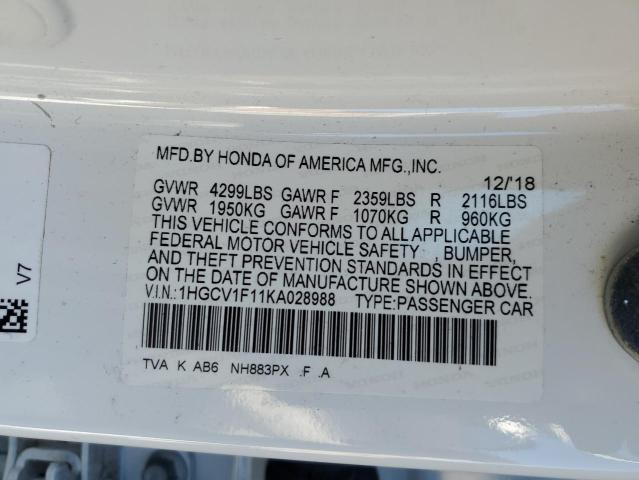 MFD.BY HONDA OF AMERICA MFG.,INC.
12/'18
GVWR 4299LBS GAWR F 2359LBS R 2116LBS
GVWR 1950KG GAWR F 1070KG R 960KG
THIS VEHICLE CONFORMS TO ALL APPLICABLE
FEDERAL MOTOR VEHICLE SAFETY , BUMPER,
AND THEFT PREVENTION STANDARDS IN EFFECT
ON THE DATE OF MANUFACTURE SHOWN ABOVE.
V.I.N.:1HGCV1F11KA028988 TYPE:PASSENGER CAR
TVA K AB6 NH883PX .F .A
V7